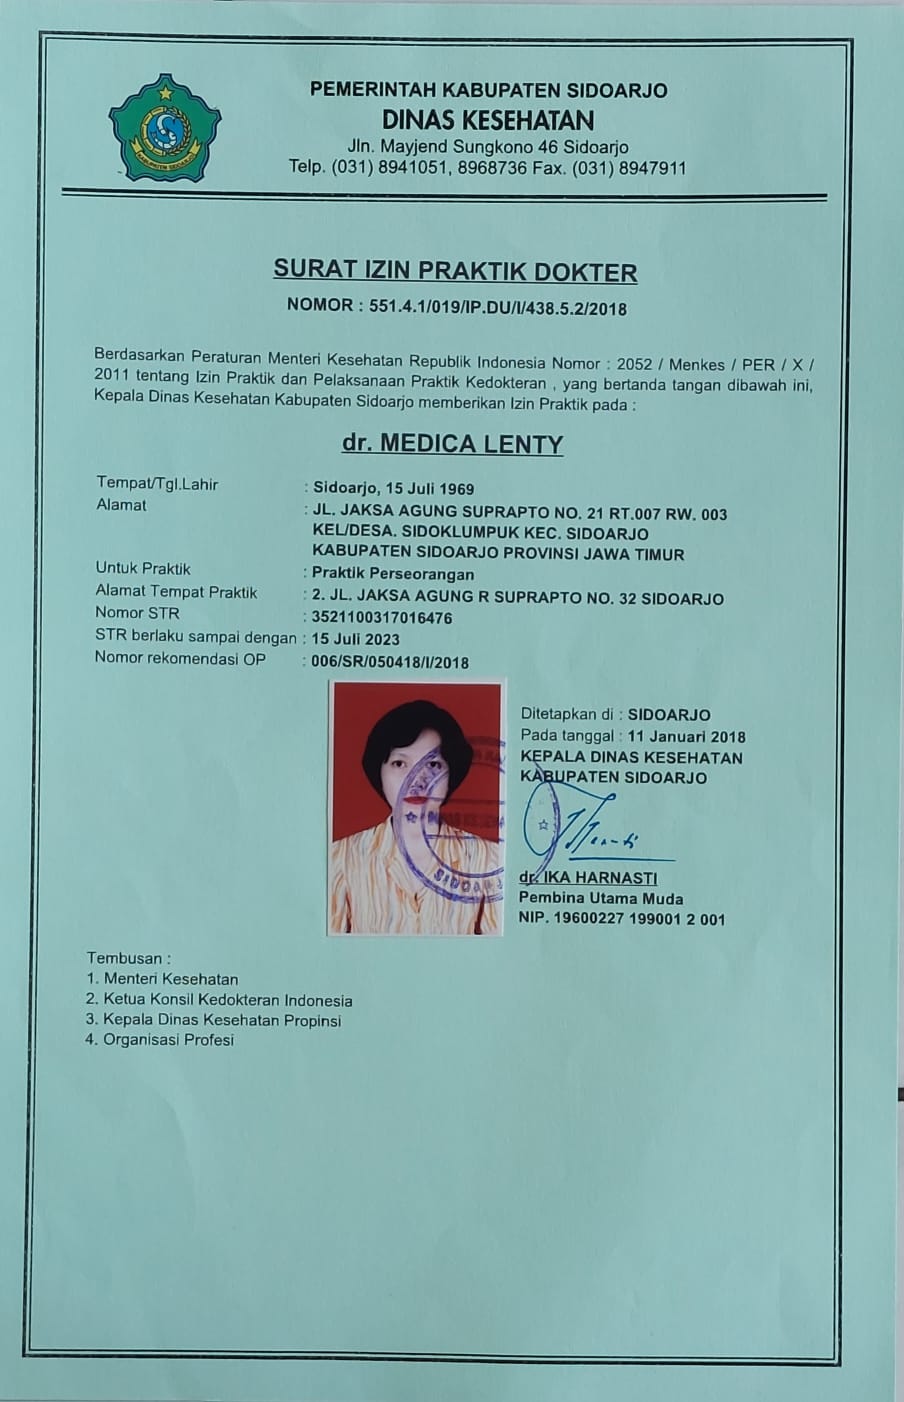 PEMERINTAH KABUPATEN SIDOARJO
DINAS KESEHATAN
Jln. Mayjend Sungkono 46 Sidoarjo
Telp. (031) 8941051, 8968736 Fax. (031) 8947911
KABUPATEN SIDOARJO
SURAT IZIN PRAKTIK DOKTER
NOMOR : 551.4.1/019/IP.DU/I/438.5.2/2018
Berdasarkan Peraturan Menteri Kesehatan Republik Indonesia Nomor : 2052 / Menkes / PER / X /
2011 tentang Izin Praktik dan Pelaksanaan Praktik Kedokteran , yang bertanda tangan dibawah ini,
Kepala Dinas Kesehatan Kabupaten Sidoarjo memberikan Izin Praktik pada :
dr. MEDICA LENTY
Tempat/Tgl.Lahir : Sidoarjo, 15 Juli 1969
Alamat : JL. JAKSA AGUNG SUPRAPTO NO. 21 RT.007 RW. 003
KEL/DESA. SIDOKLUMPUK KEC. SIDOARJO
KABUPATEN SIDOARJO PROVINSI JAWA TIMUR
Untuk Praktik : Praktik Perseorangan
Alamat Tempat Praktik : 2. JL. JAKSA AGUNG R SUPRAPTO NO. 32 SIDOARJO
Nomor STR : 3521100317016476
STR berlaku sampai dengan : 15 Juli 2023
Nomor rekomendasi OP : 006/SR/050418/I/2018
Ditetapkan di : SIDOARJO
Pada tanggal : 11 Januari 2018
KEPALA DINAS KESEHATAN
KABUPATEN SIDOARJO
dr. IKA HARNASTI
Pembina Utama Muda
NIP. 19600227 199001 2 001
Tembusan :
1. Menteri Kesehatan
2. Ketua Konsil Kedokteran Indonesia
3. Kepala Dinas Kesehatan Propinsi
4. Organisasi Profesi